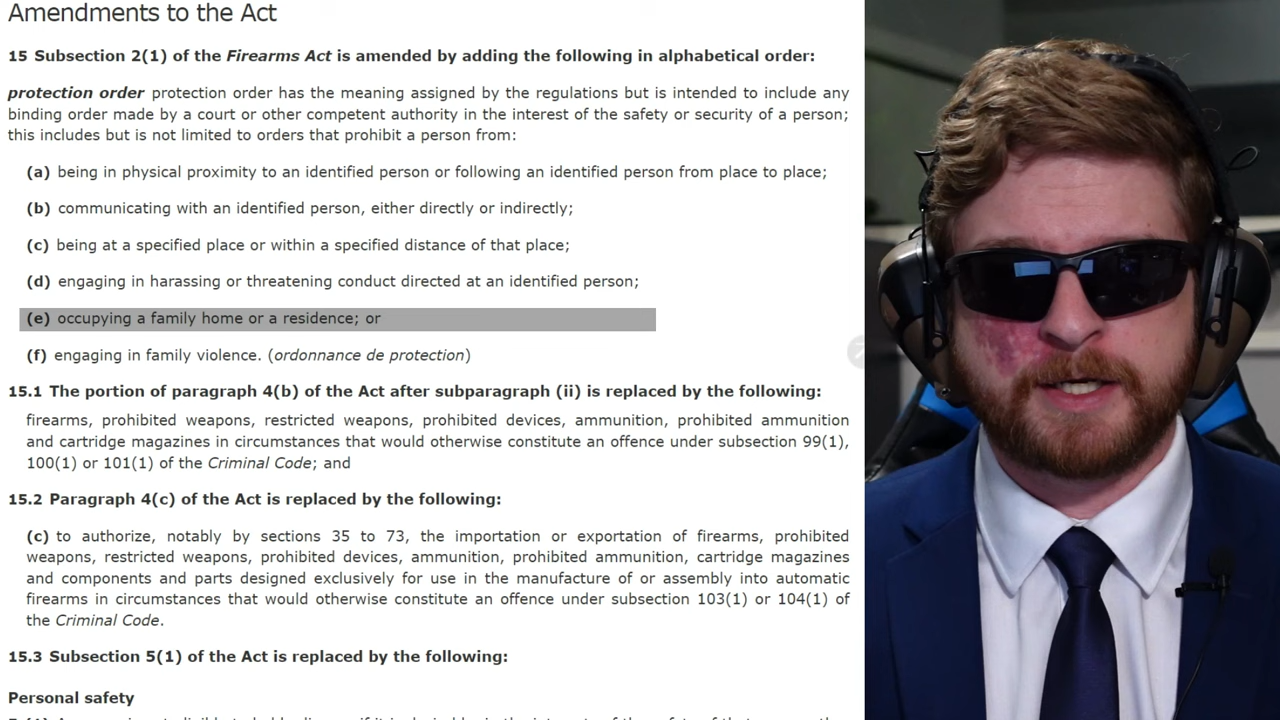 Amendments to the Act
15 Subsection 2(1) of the Firearms Act is amended by adding the following in alphabetical order:
protection order protection order has the meaning assigned by the regulations but is intended to include any
binding order made by a court or other competent authority in the interest of the safety or security of a person;
this includes but is not limited to orders that prohibit a person from:
(a) being in physical proximity to an identified person or following an identified person from place to place;
(b) communicating with an identified person, either directly or indirectly;
(c) being at a specified place or within a specified distance of that place;
(d) engaging in harassing or threatening conduct directed at an identified person;
(e) occupying a family home or a residence; or
(f) engaging in family violence. (ordonnance de protection)
15.1 The portion of paragraph 4(b) of the Act after subparagraph (ii) is replaced by the following:
firearms, prohibited weapons, restricted weapons, prohibited devices, ammunition, prohibited ammunition
and cartridge magazines in circumstances that would otherwise constitute an offence under subsection 99(1),
100(1) or 101(1) of the Criminal Code; and
15.2 Paragraph 4(c) of the Act is replaced by the following:
(c) to authorize, notably by sections 35 to 73, the importation or exportation of firearms, prohibited
weapons, restricted weapons, prohibited devices, ammunition, prohibited ammunition, cartridge magazines
and components and parts designed exclusively for use in the manufacture of or assembly into automatic
firearms in circumstances that would otherwise constitute an offence under subsection 103(1) or 104(1) of
the Criminal Code.
15.3 Subsection 5(1) of the Act is replaced by the following:
Personal safety